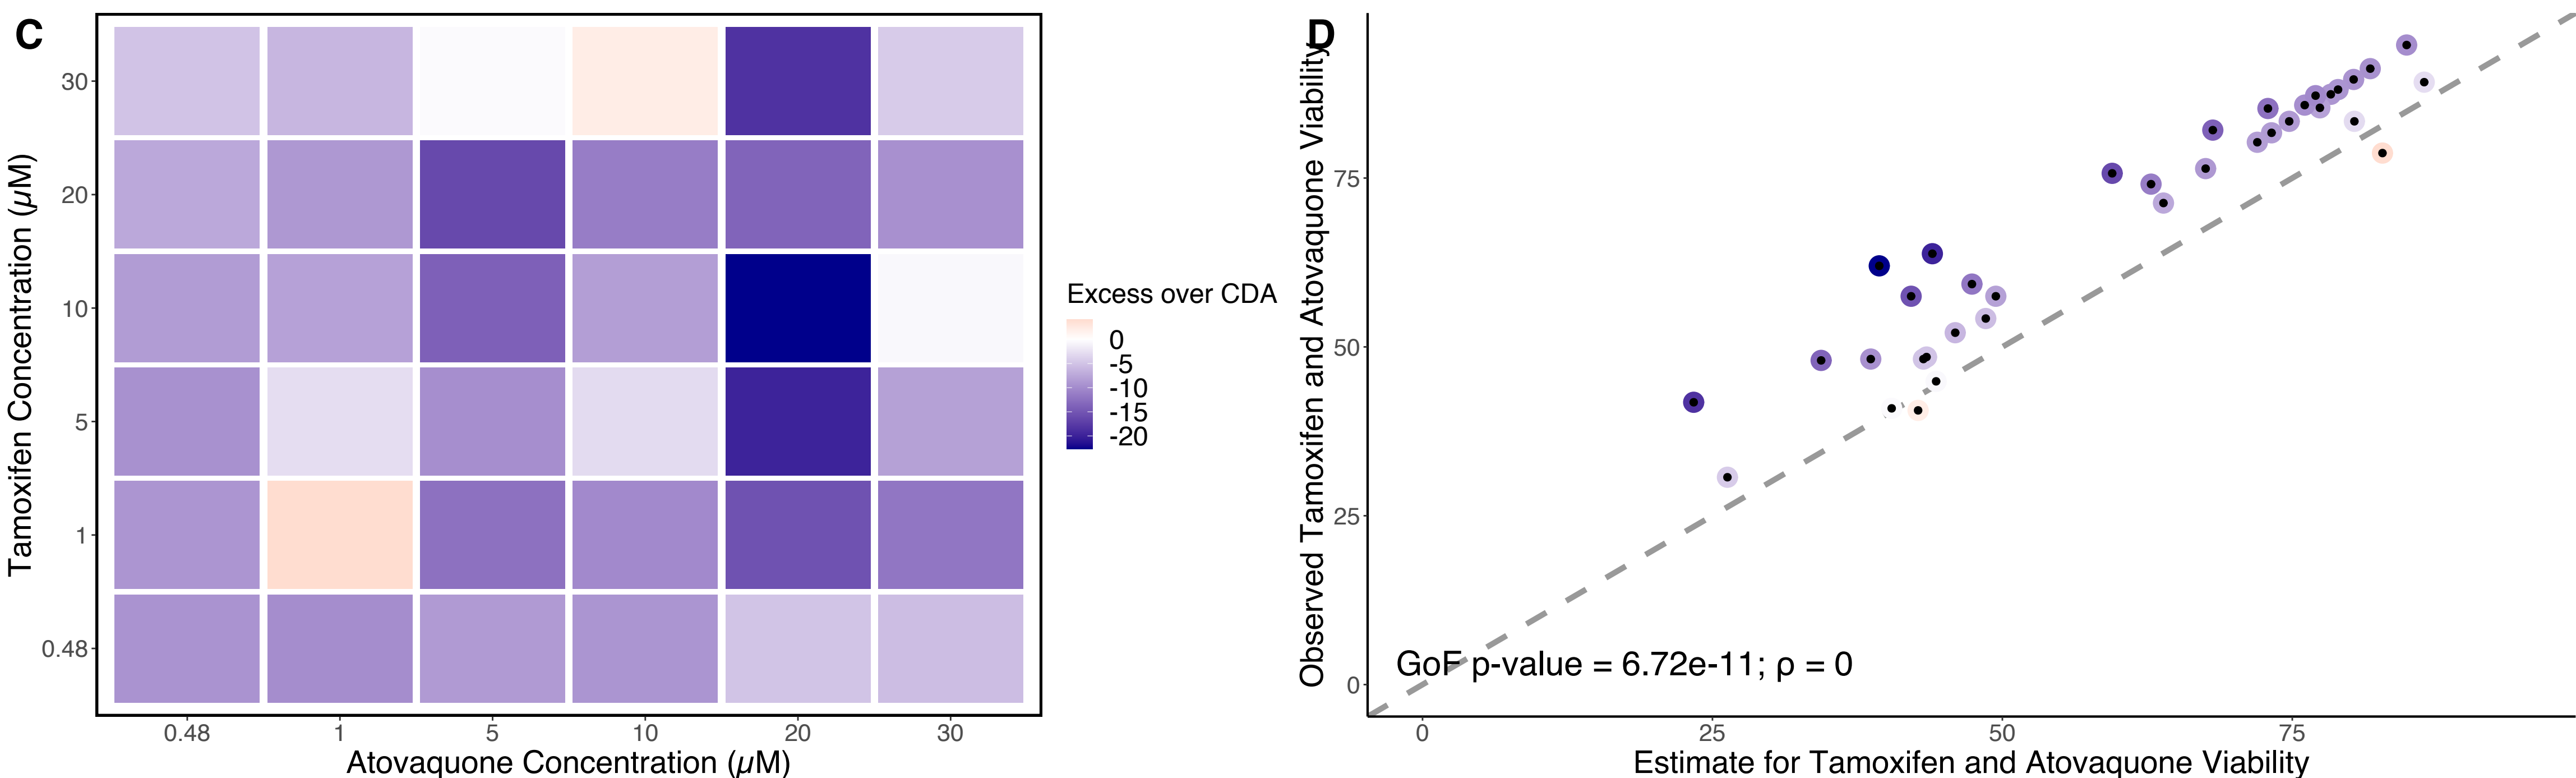 C
Tamoxifen Concentration (µM)
30
20
10
5
1
0.48
0.48 1 5 10 20 30
Atovaquone Concentration (µM)
Excess over CDA
0
-5
-10
-15
-20
D
Observed Tamoxifen and Atovaquone Viability
75
50
25
0
GoF p-value = 6.72e-11; ρ = 0
0 25 50 75
Estimate for Tamoxifen and Atovaquone Viability